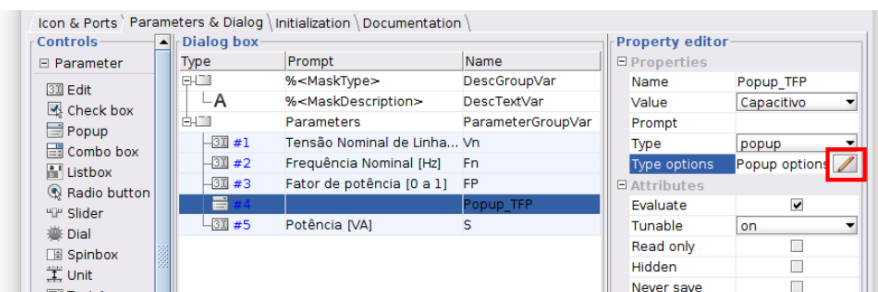 Icon & Ports Parameters & Dialog Initialization Documentation
Controls
Parameter
Edit
Check box
Popup
Combo box
Listbox
Radio button
Slider
Dial
Spinbox
Unit
Dialog box
Type Prompt Name
%<MaskType> DescGroupVar
A %<MaskDescription> DescTextVar
Parameters ParameterGroupVar
#1 Tensão Nominal de Linha... Vn
#2 Frequência Nominal [Hz] Fn
#3 Fator de potência [0 a 1] FP
#4 Popup_TFP
#5 Potência [VA] S
Property editor
Properties
Name Popup_TFP
Value Capacitivo
Prompt
Type popup
Type options Popup options
Attributes
Evaluate
Tunable on
Read only
Hidden
Never save